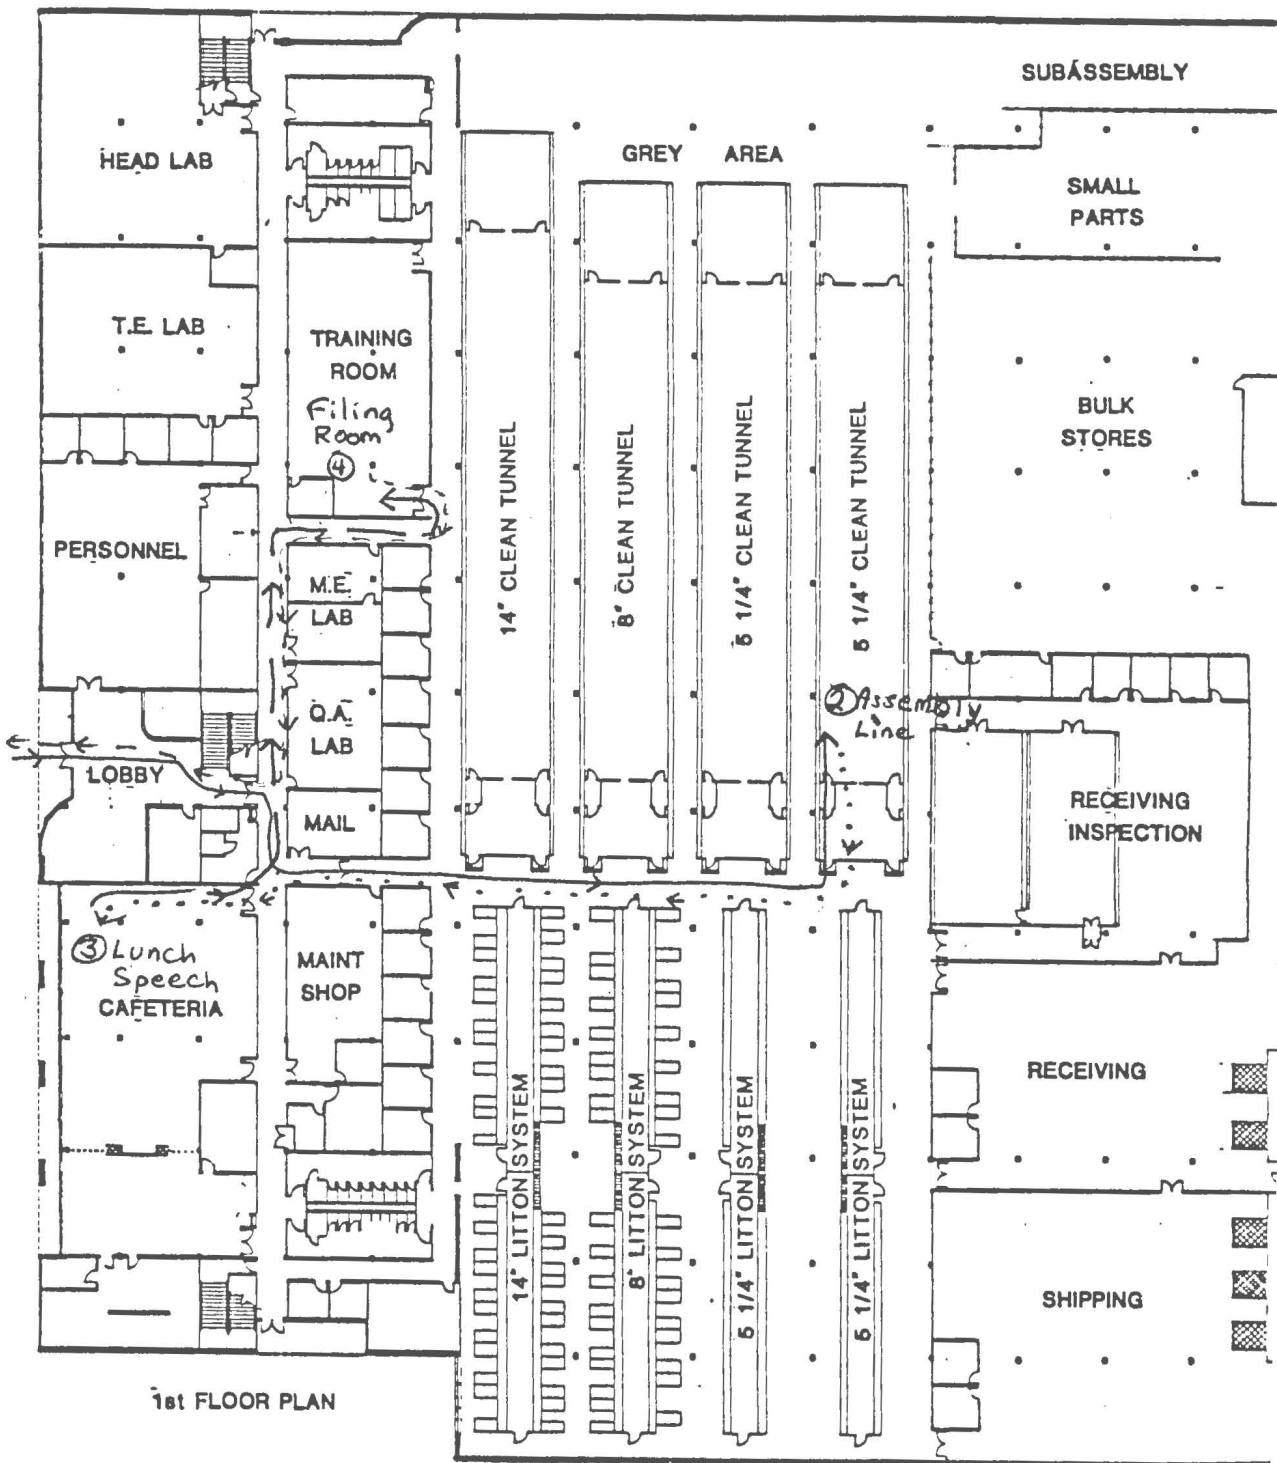 SUBASSEMBLY
GREY AREA
HEAD LAB
SMALL
PARTS
T.E. LAB
TRAINING
ROOM
Filing
Room
④
BULK
STORES
14" CLEAN TUNNEL
8" CLEAN TUNNEL
5 1/4" CLEAN TUNNEL
5 1/4" CLEAN TUNNEL
PERSONNEL
M.E.
LAB
Q.A.
LAB
② Assembly
Line
LOBBY
MAIL
RECEIVING
INSPECTION
③ Lunch
Speech
CAFETERIA
MAINT
SHOP
14" LITTON SYSTEM
8" LITTON SYSTEM
5 1/4" LITTON SYSTEM
5 1/4" LITTON SYSTEM
RECEIVING
SHIPPING
1st FLOOR PLAN